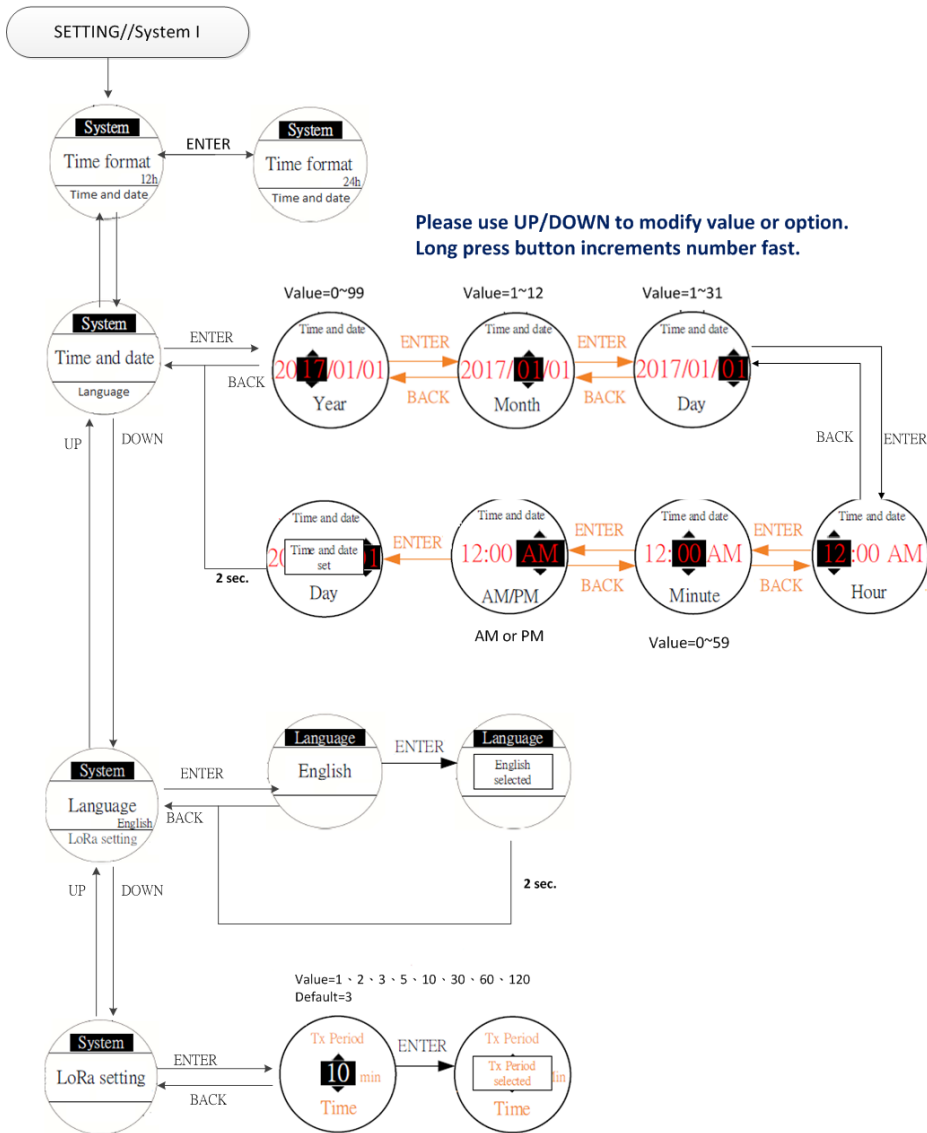 SETTING//System I
System
Time format
12h
Time and date
ENTER
System
Time format
24h
Time and date
Please use UP/DOWN to modify value or option.
Long press button increments number fast.
System
Time and date
Language
ENTER
BACK
Value=0~99
Time and date
2017/01/01
Year
ENTER
BACK
Value=1~12
Time and date
2017/01/01
Month
ENTER
BACK
Value=1~31
Time and date
2017/01/01
Day
BACK
ENTER
UP
DOWN
2 sec.
Time and date
Time and date
set
Day
ENTER
Time and date
12:00 AM
AM/PM
AM or PM
ENTER
BACK
Time and date
12:00 AM
Minute
Value=0~59
ENTER
BACK
Time and date
12:00 AM
Hour
System
Language
English
LoRa setting
ENTER
BACK
Language
English
ENTER
Language
English
selected
2 sec.
UP
DOWN
Value=1、2、3、5、10、30、60、120
Default=3
System
LoRa setting
ENTER
BACK
Tx Period
10 min
Time
ENTER
Tx Period
Tx Period
selected
Time